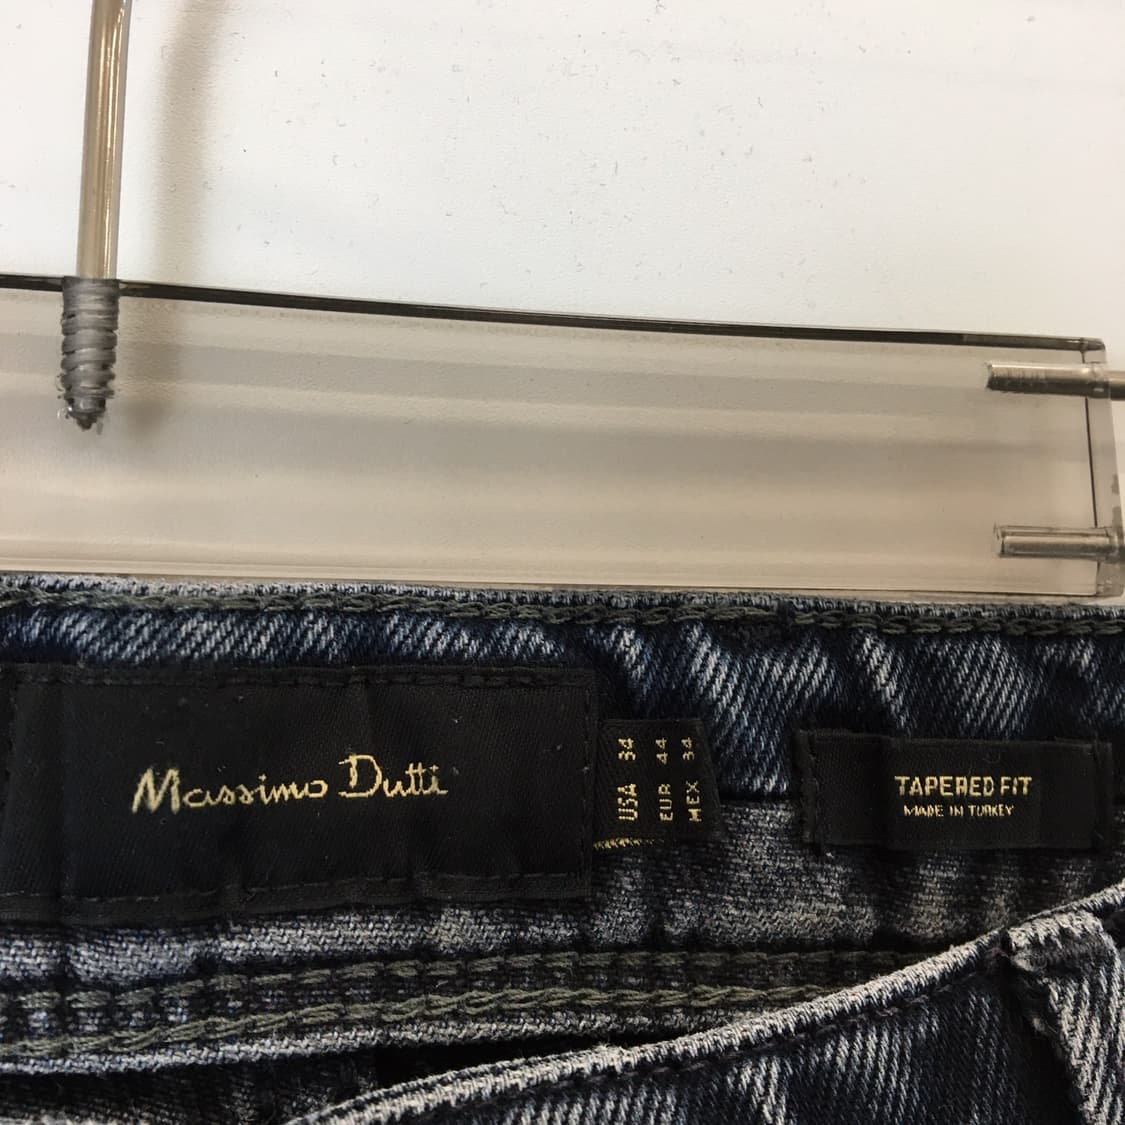 Massimo Dutti
USA 34
EUR 44
MEX 34
TAPERED FIT
MADE IN TURKEY